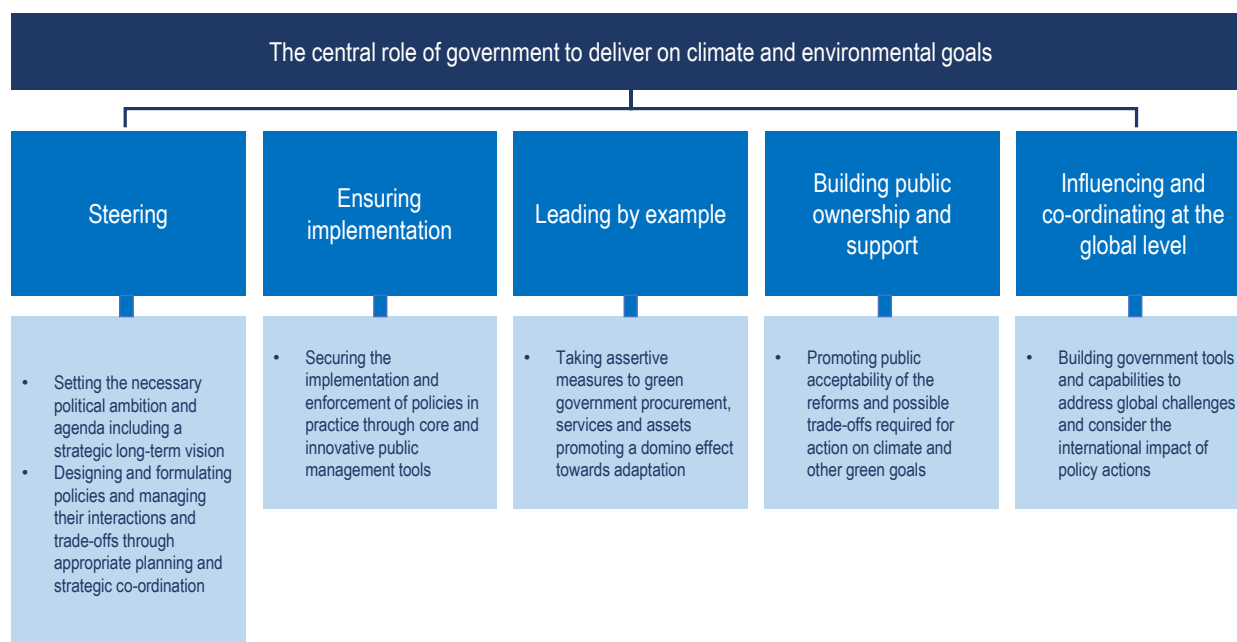 The central role of government to deliver on climate and environmental goals
Steering
Ensuring
implementation
Leading by example
Building public
ownership and
support
Influencing and
co-ordinating at the
global level
• Setting the necessary
political ambition and
agenda including a
strategic long-term vision
• Designing and formulating
policies and managing
their interactions and
trade-offs through
appropriate planning and
strategic co-ordination
• Securing the
implementation and
enforcement of policies in
practice through core and
innovative public
management tools
• Taking assertive
measures to green
government procurement,
services and assets
promoting a domino effect
towards adaptation
• Promoting public
acceptability of the
reforms and possible
trade-offs required for
action on climate and
other green goals
• Building government tools
and capabilities to
address global challenges
and consider the
international impact of
policy actions